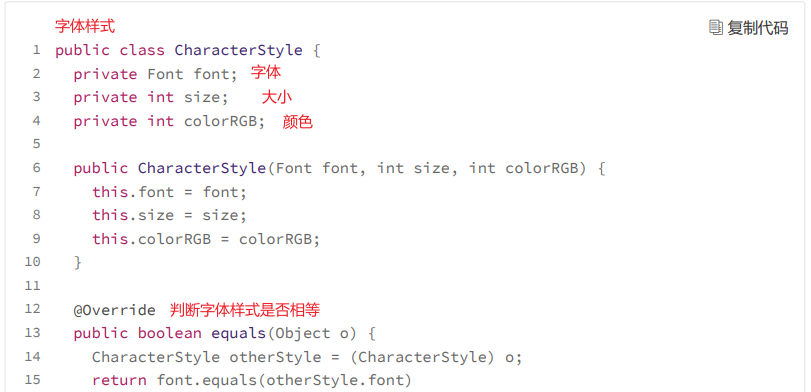 字体样式
复制代码
1 public class CharacterStyle {
2   private Font font; 字体
3   private int size; 大小
4   private int colorRGB; 颜色
5
6   public CharacterStyle(Font font, int size, int colorRGB) {
7     this.font = font;
8     this.size = size;
9     this.colorRGB = colorRGB;
10   }
11
12   @Override 判断字体样式是否相等
13   public boolean equals(Object o) {
14     CharacterStyle otherStyle = (CharacterStyle) o;
15     return font.equals(otherStyle.font)